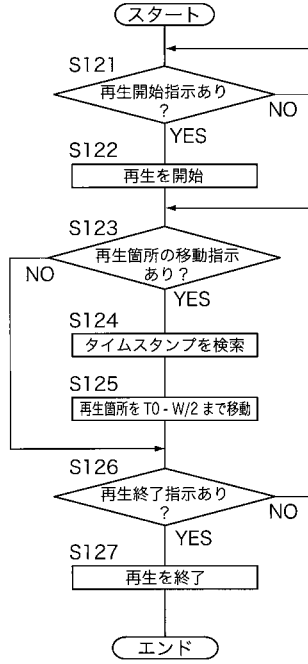 スタート
S121
再生開始指示あり
?
NO
YES
S122
再生を開始
S123
再生箇所の移動指示
あり?
NO
YES
S124
タイムスタンプを検索
S125
再生箇所を T0 - W/2 まで移動
S126
再生終了指示あり
?
NO
YES
S127
再生を終了
エンド